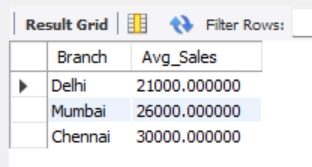 Result Grid Filter Rows:
Branch Avg_Sales
Delhi 21000.000000
Mumbai 26000.000000
Chennai 30000.000000